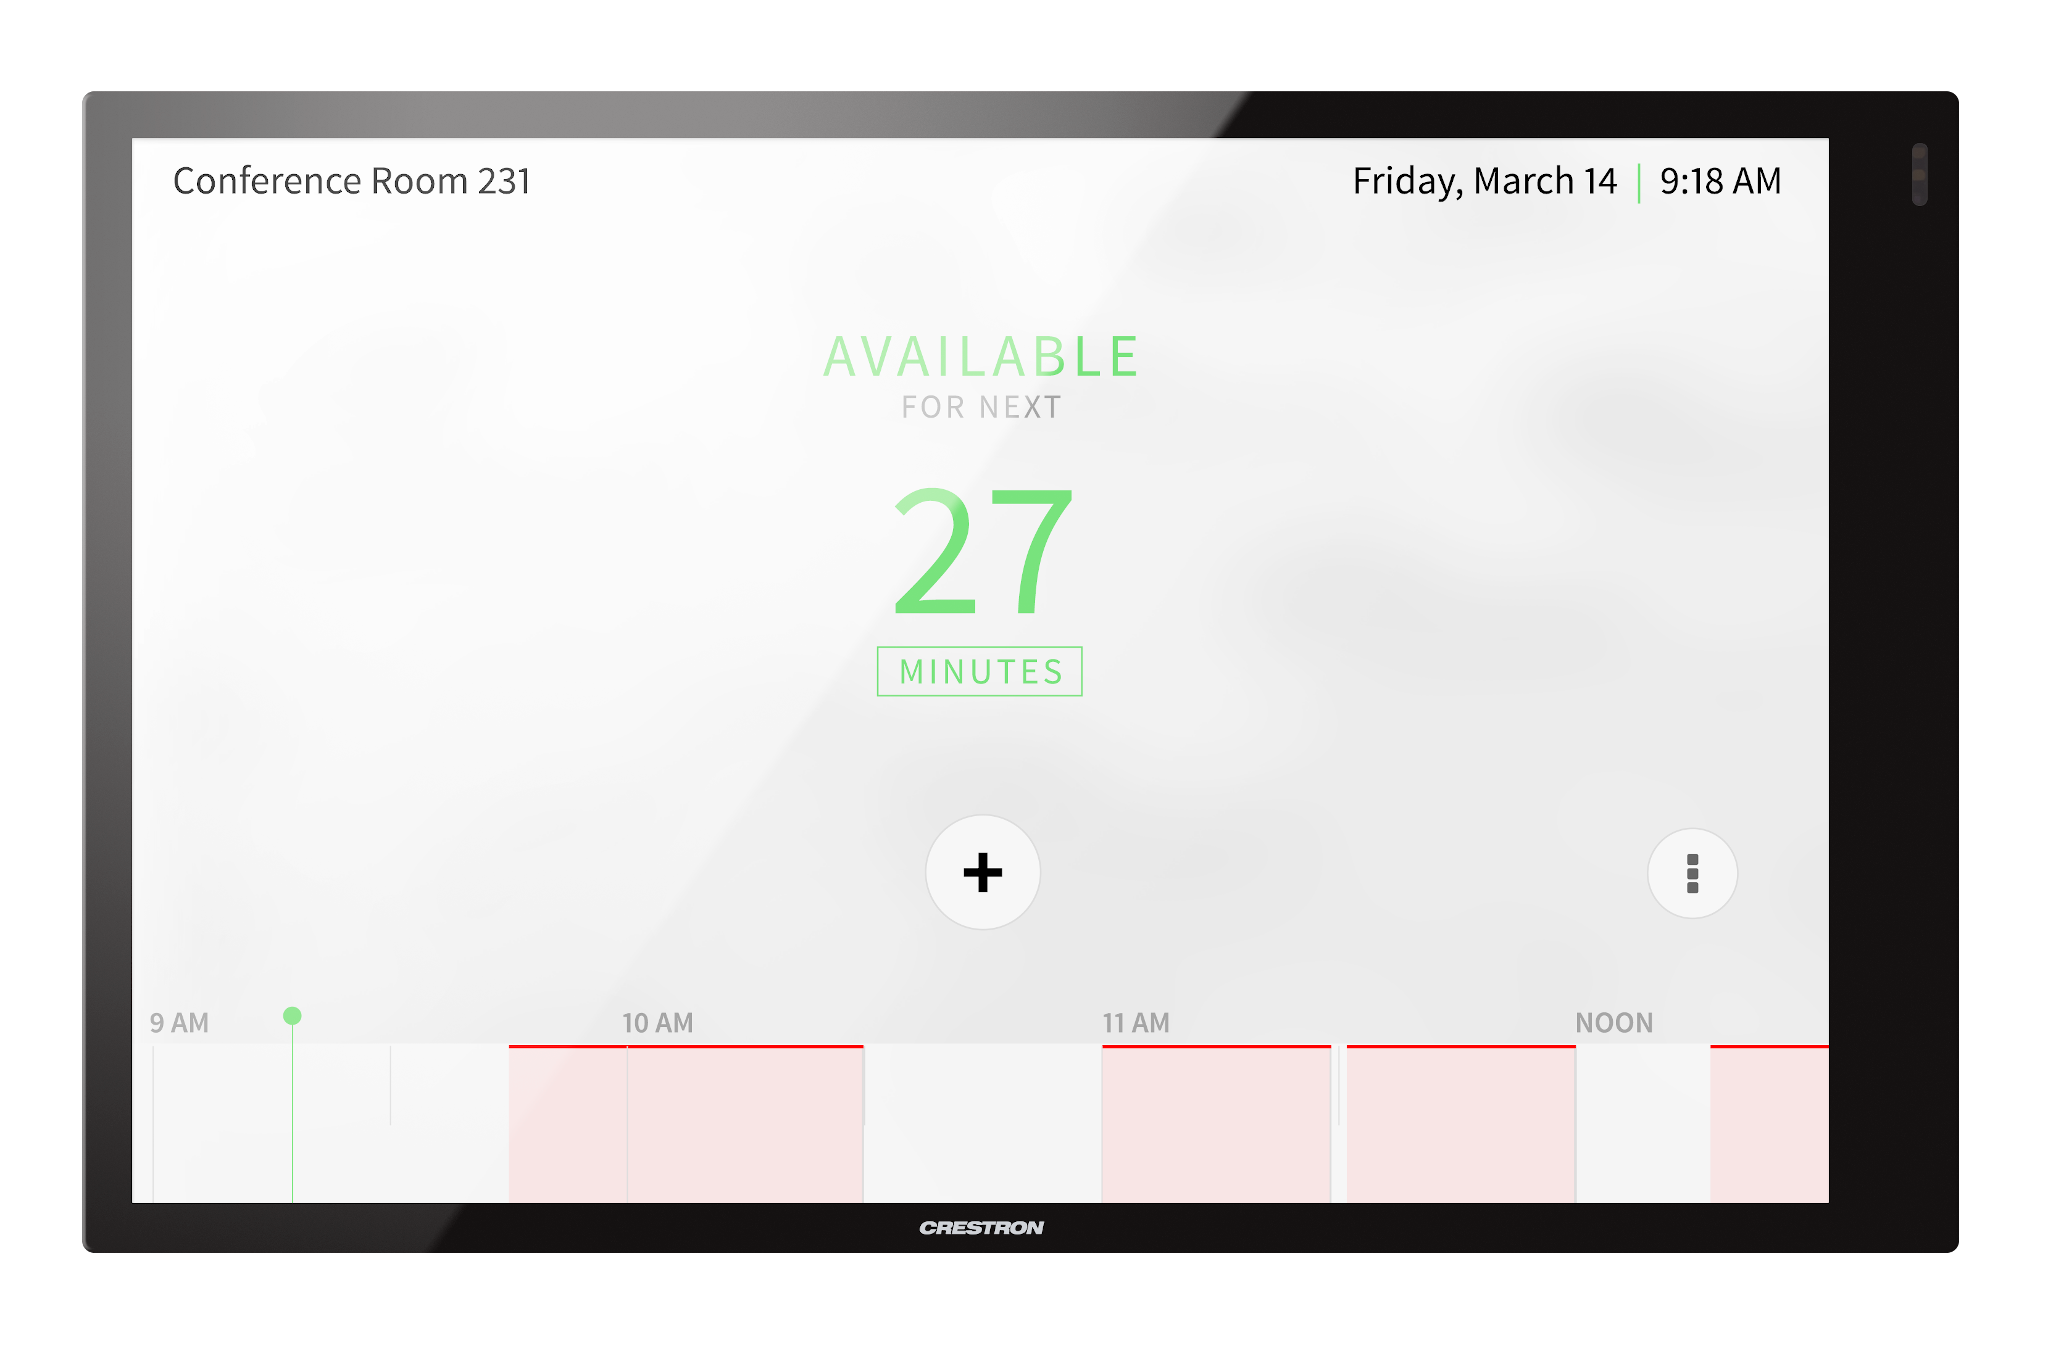 Conference Room 231
Friday, March 14 | 9:18 AM
AVAILABLE
FOR NEXT
27
MINUTES
9 AM 10 AM 11 AM NOON
CRESTRON